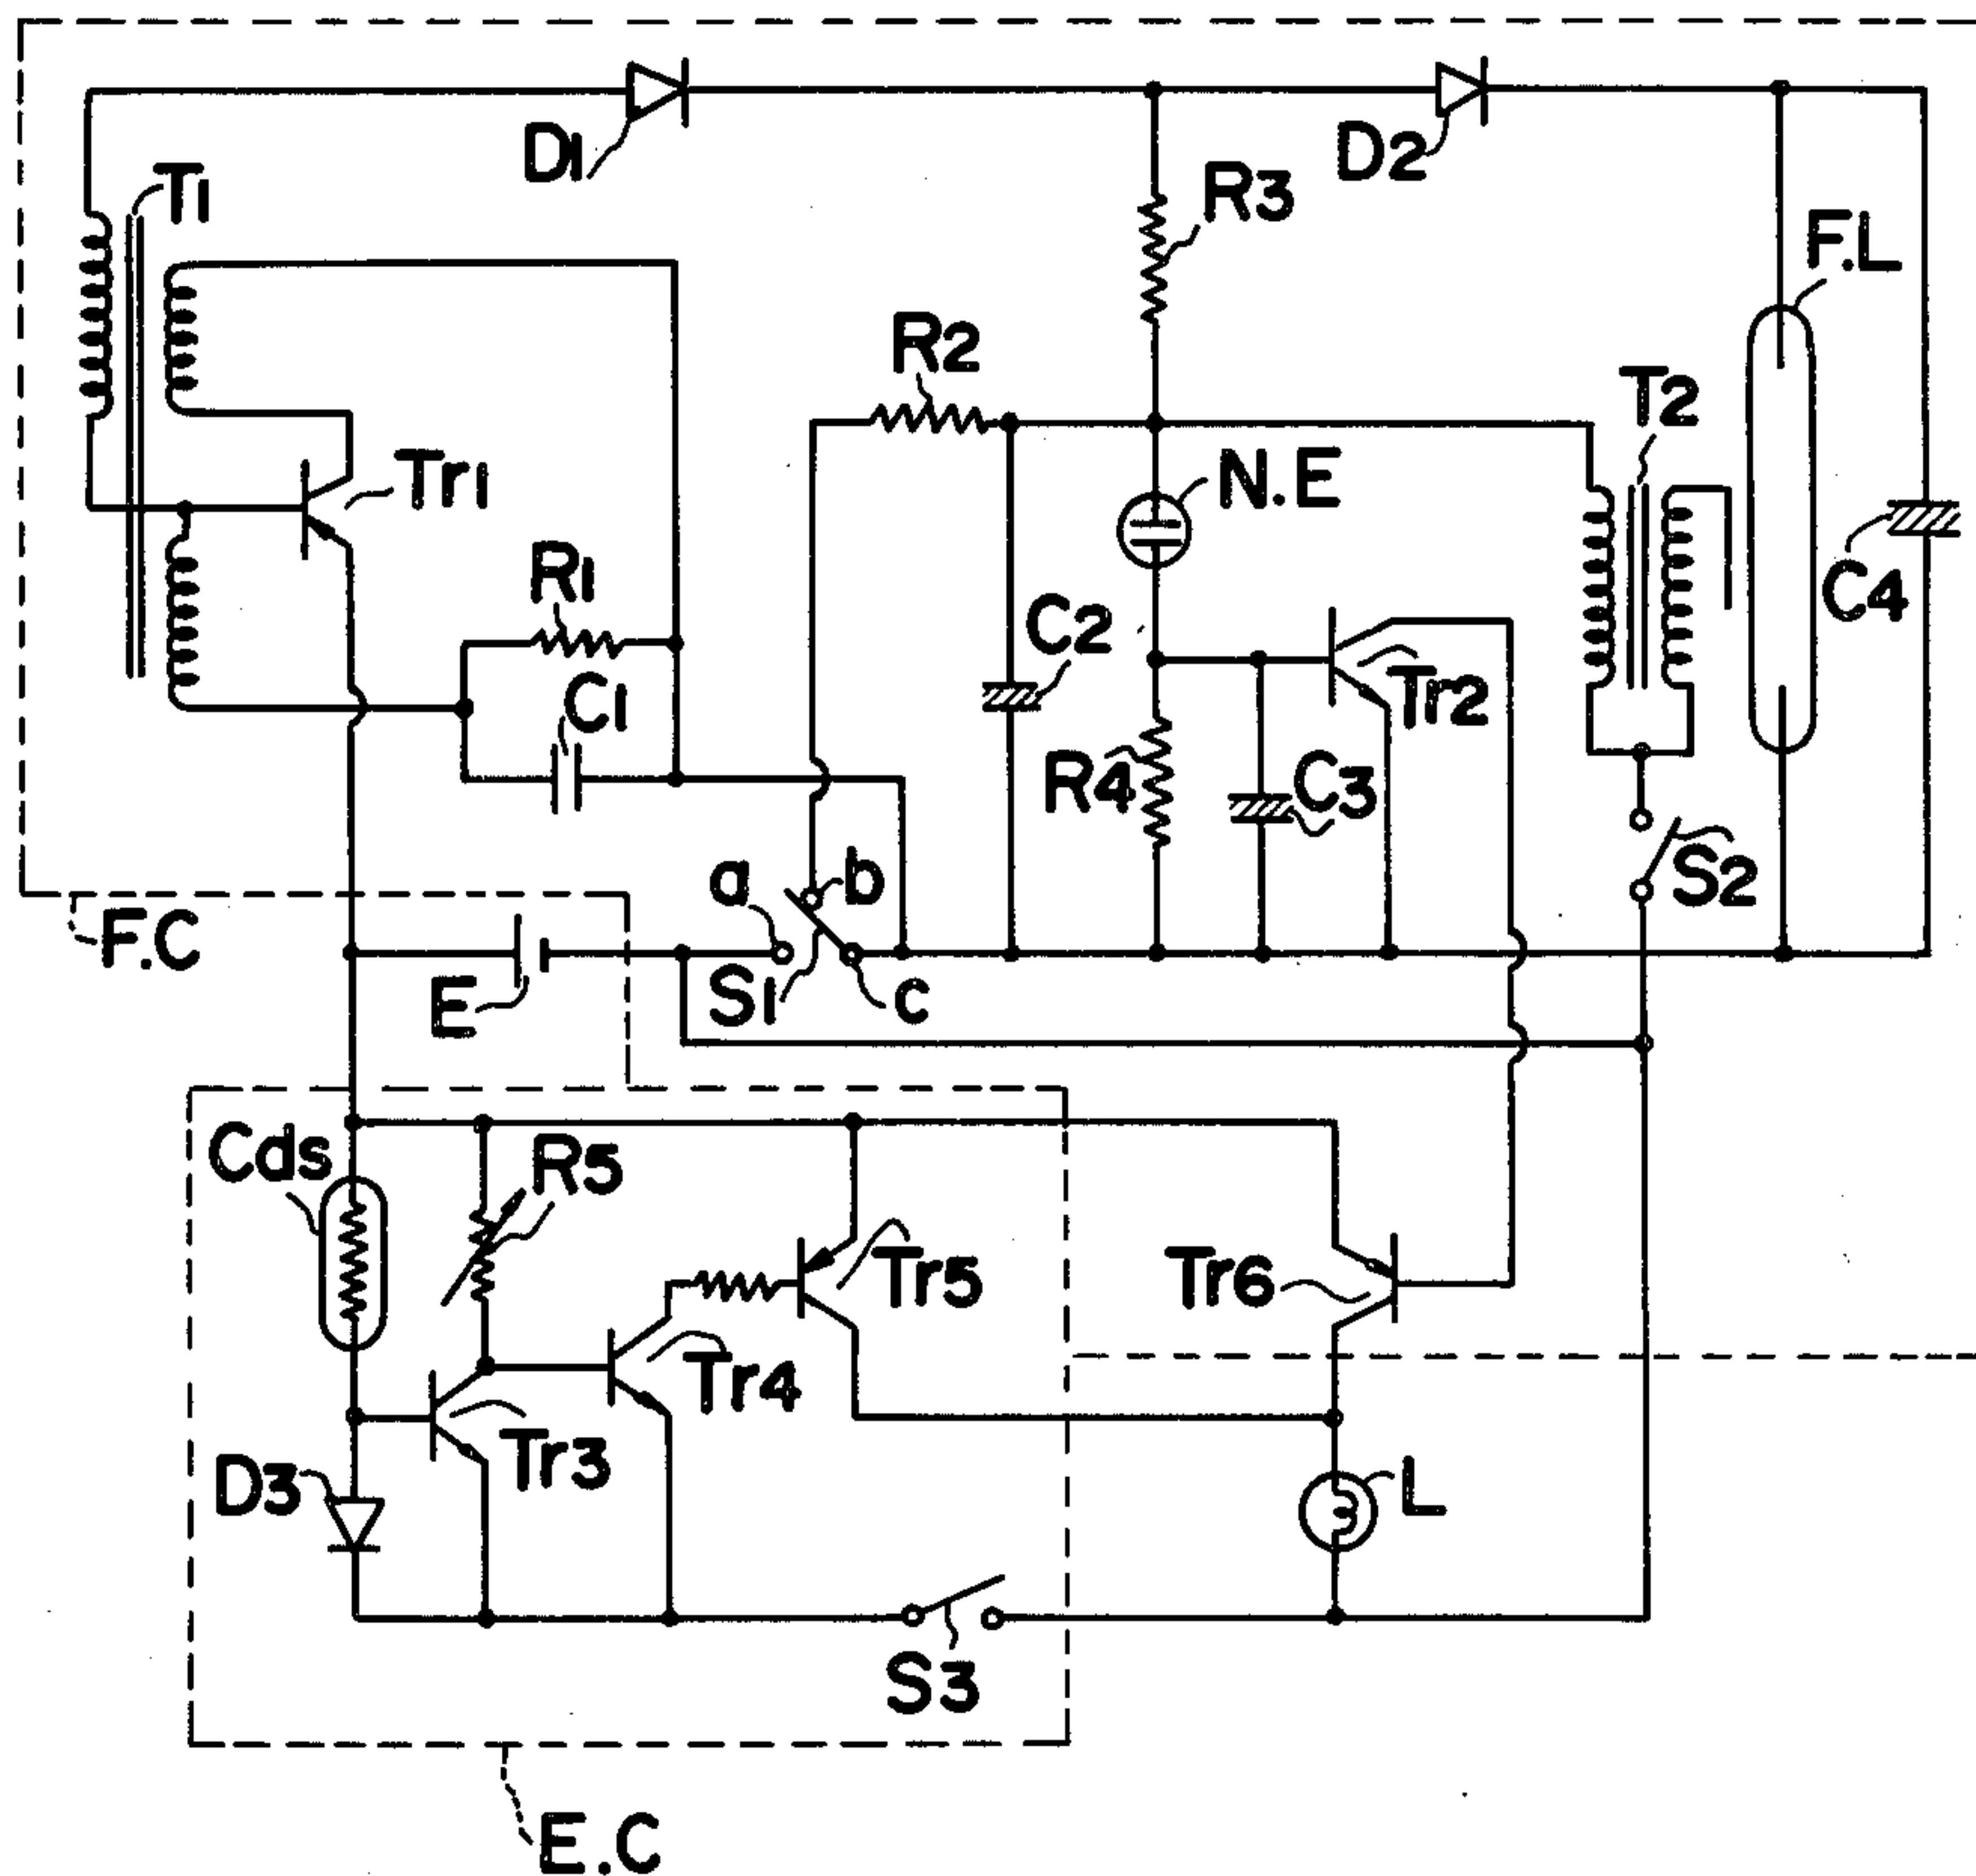 D1
D2
T1
R3
F.L
R2
T2
Tr1
N.E
R1
C4
C2
C1
Tr2
R4
C3
a
b
S2
F.C
E
S1
c
Cds
R5
Tr5
Tr6
Tr4
Tr3
D3
L
S3
E.C